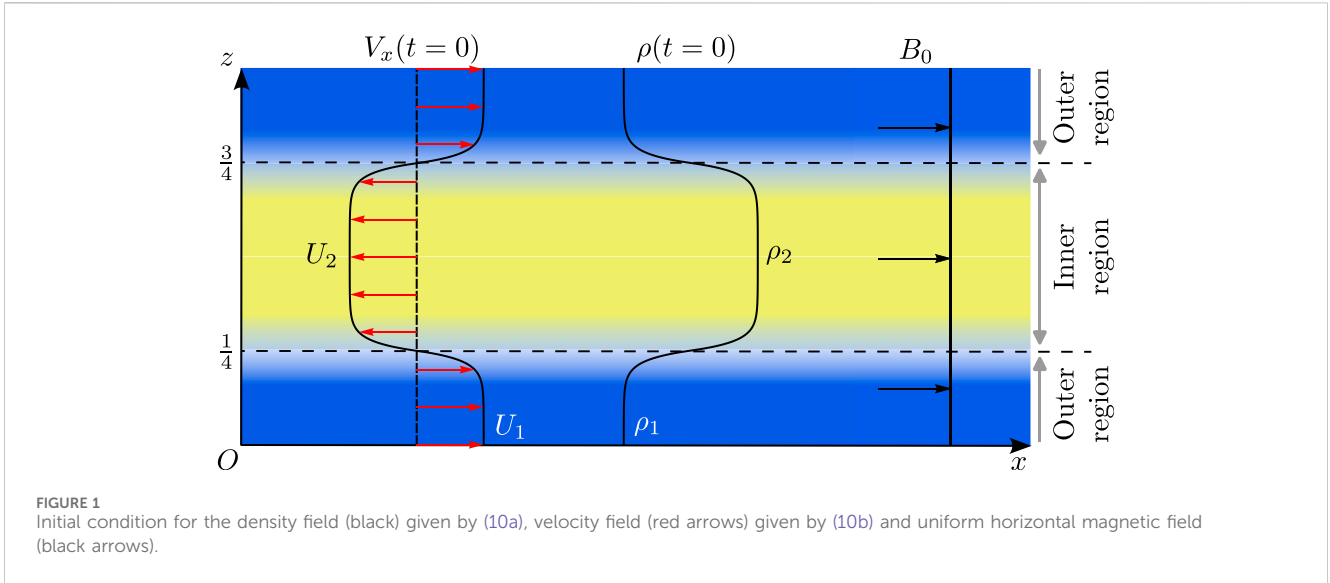 V_x(t = 0)
ρ(t = 0)
B_0
z
Outer region
3/4
U_2
ρ_2
Inner region
1/4
U_1
ρ_1
Outer region
O
x
FIGURE 1
Initial condition for the density field (black) given by (10a), velocity field (red arrows) given by (10b) and uniform horizontal magnetic field
(black arrows).